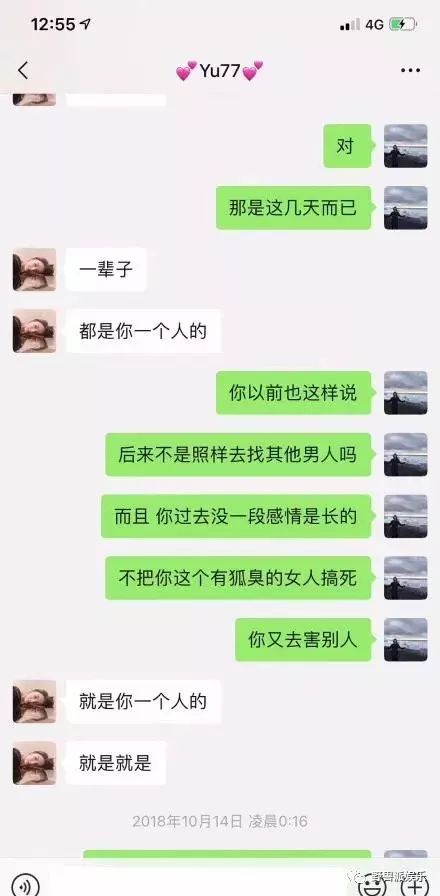 12:55
4G
💕Yu77💕
对
那是这几天而已
一辈子
都是你一个人的
你以前也这样说
后来不是照样去找其他男人吗
而且 你过去没一段感情是长的
不把你这个有狐臭的女人搞死
你又去害别人
就是你一个人的
就是就是
2018年10月14日 凌晨0:16
野兽派娱乐